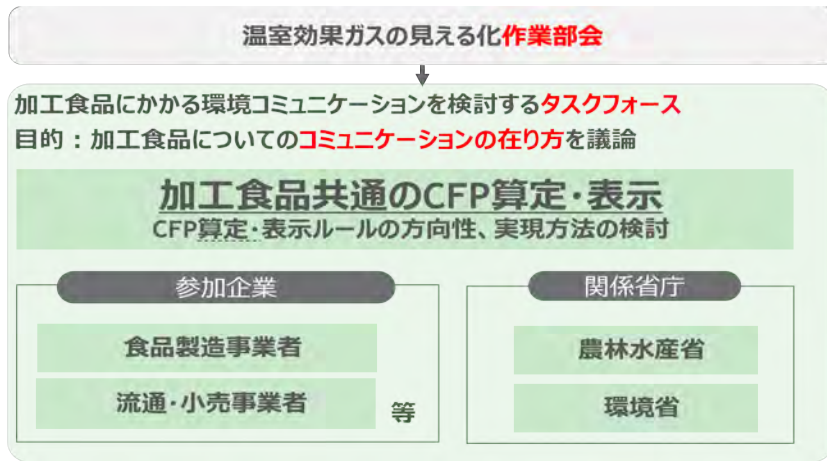 温室効果ガスの見える化作業部会
加工食品にかかる環境コミュニケーションを検討するタスクフォース
目的：加工食品についてのコミュニケーションの在り方を議論
加工食品共通のCFP算定・表示
CFP算定・表示ルールの方向性、実現方法の検討
参加企業
食品製造事業者
流通・小売事業者
等
関係省庁
農林水産省
環境省